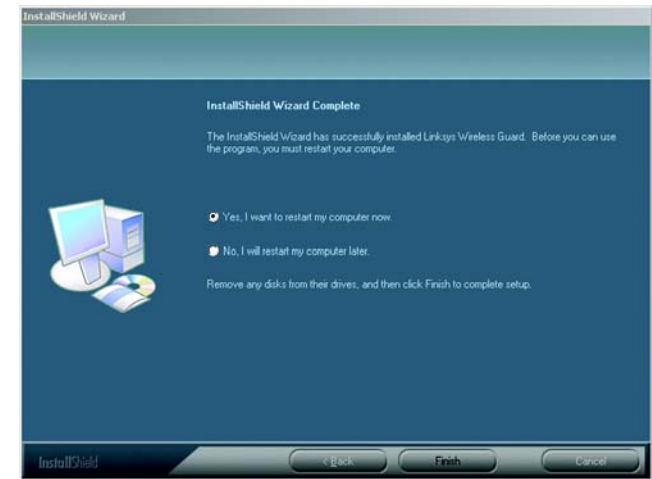 InstallShield Wizard
InstallShield Wizard Complete
The InstallShield Wizard has successfully installed Linksys Wireless Guard. Before you can use
the program, you must restart your computer.
Yes, I want to restart my computer now.
No, I will restart my computer later.
Remove any disks from their drives, and then click Finish to complete setup.
InstallShield
< Back
Finish
Cancel